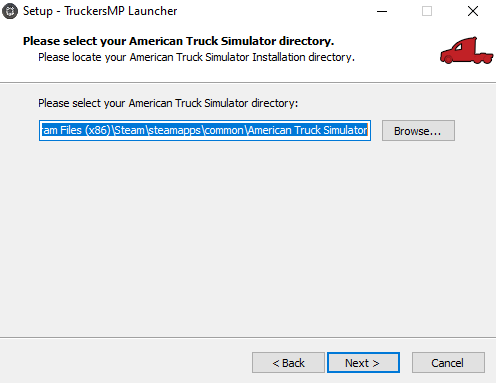 Setup - TruckersMP Launcher
Please select your American Truck Simulator directory.
Please locate your American Truck Simulator Installation directory.
Please select your American Truck Simulator directory:
ram Files (x86)\Steam\steamapps\common\American Truck Simulator
Browse...
< Back
Next >
Cancel